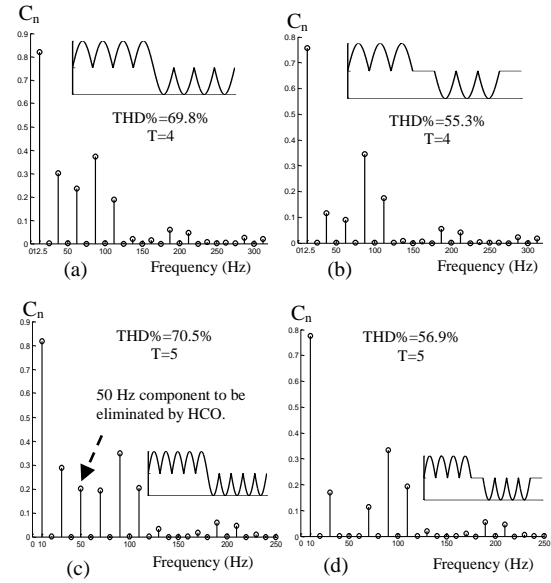 Cn
0.9
0.8
0.7
0.6
0.5
0.4
0.3
0.2
0.1
0
THD%=69.8%
T=4
012.5 50 100 150 200 250 300
(a) Frequency (Hz)
Cn
0.8
0.7
0.6
0.5
0.4
0.3
0.2
0.1
0
THD%=55.3%
T=4
012.5 50 100 150 200 250 300
(b) Frequency (Hz)
Cn
0.9
0.8
0.7
0.6
0.5
0.4
0.3
0.2
0.1
0
THD%=70.5%
T=5
50 Hz component to be
eliminated by HCO.
0 10 50 100 150 200 250
(c) Frequency (Hz)
Cn
0.8
0.7
0.6
0.5
0.4
0.3
0.2
0.1
0
THD%=56.9%
T=5
0 10 50 100 150 200 250
(d) Frequency (Hz)